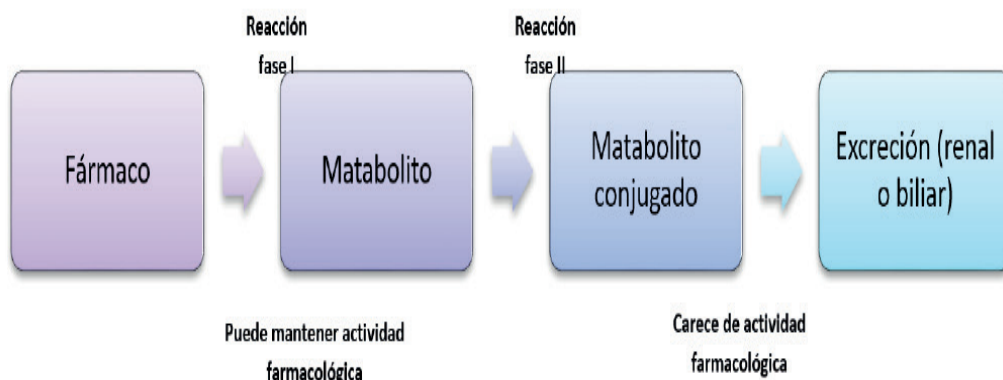 Reacción
fase I
Reacción
fase II
Fármaco
Matabolito
Matabolito
conjugado
Excreción (renal
o biliar)
Puede mantener actividad
farmacológica
Carece de actividad
farmacológica